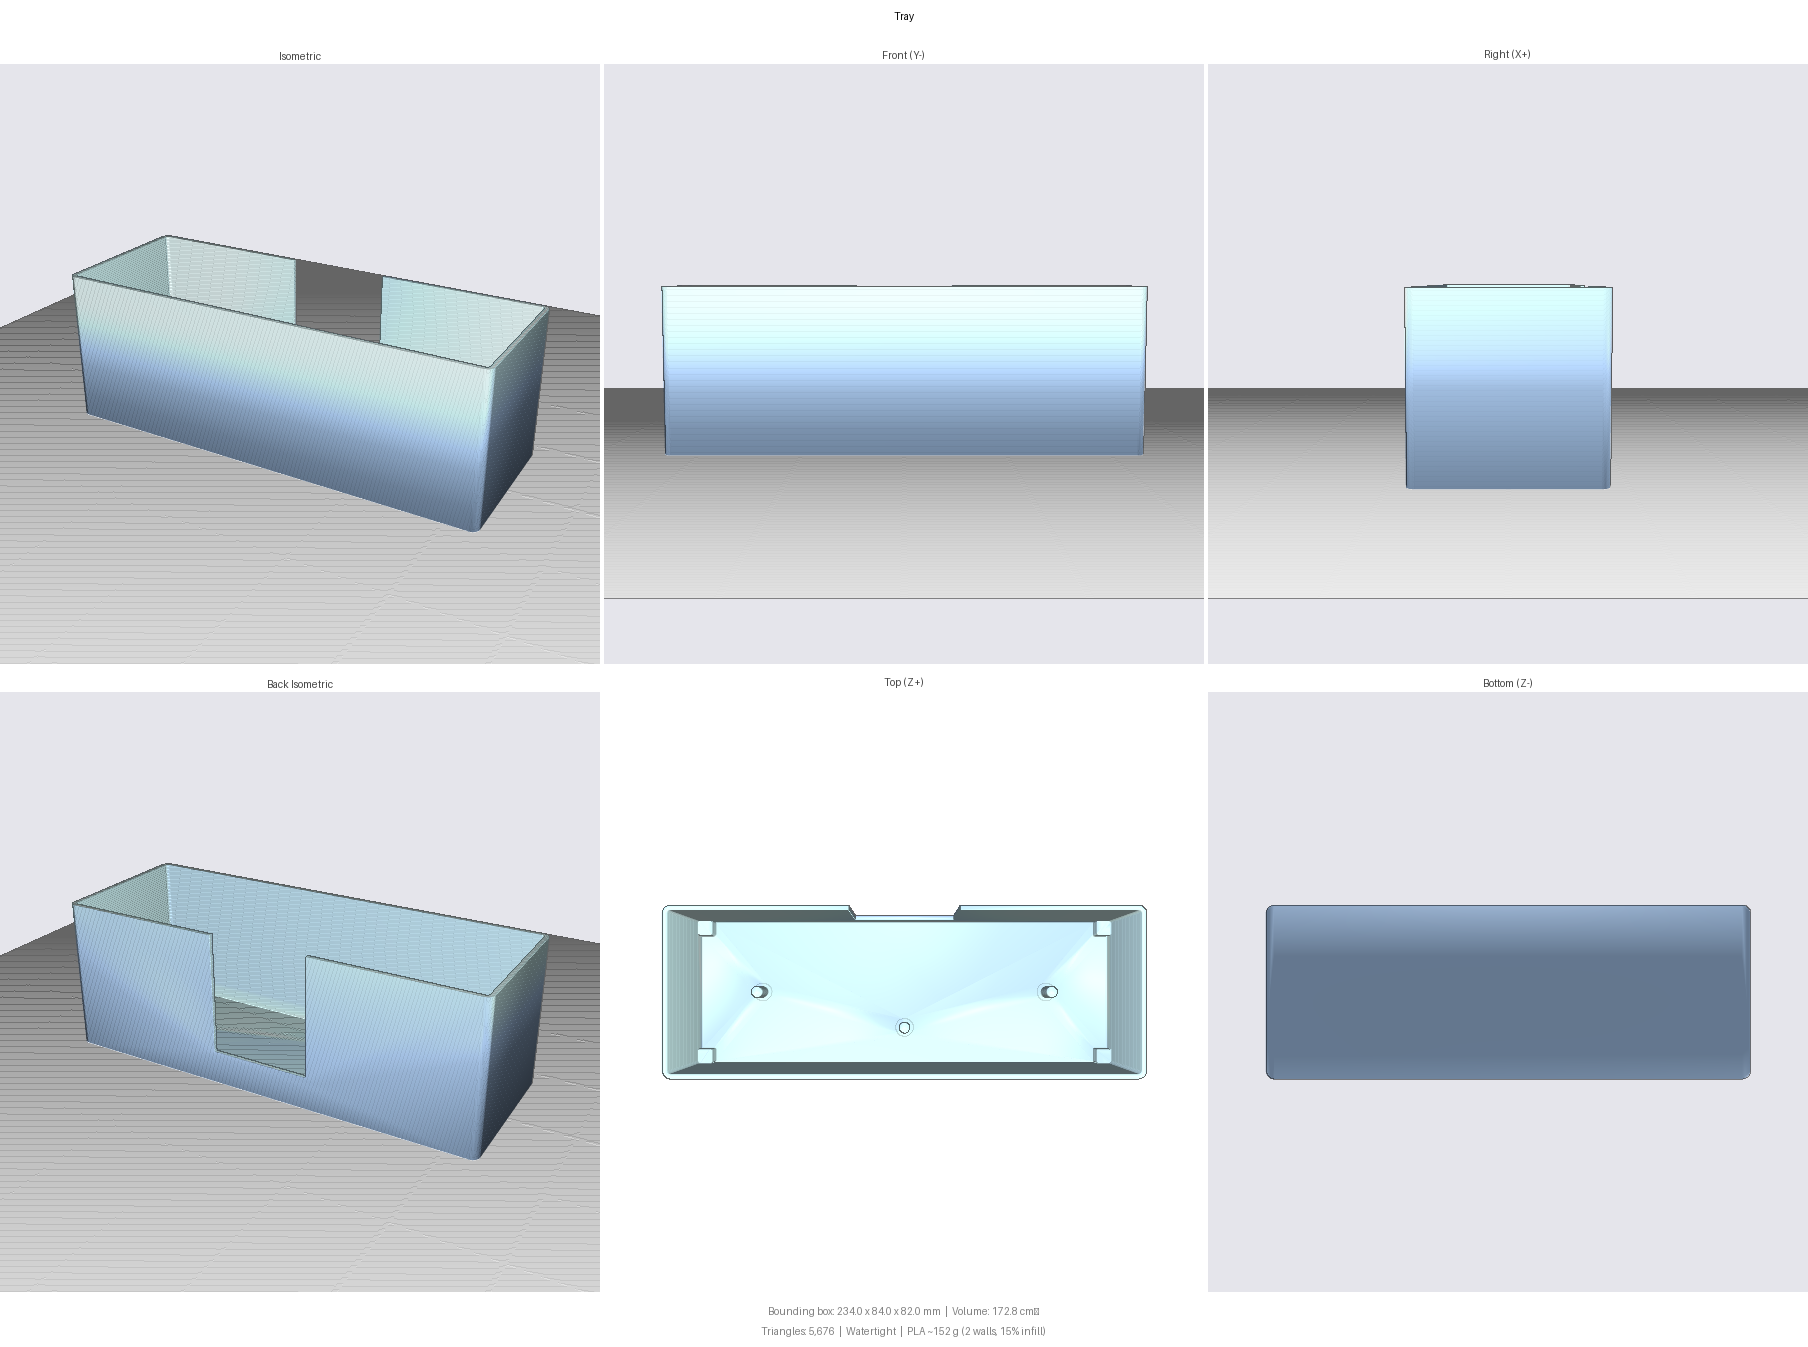 Tray
Isometric
Front (Y-)
Right (X+)
Back Isometric
Top (Z+)
Bottom (Z-)
Bounding box: 234.0 x 84.0 x 82.0 mm | Volume: 172.8 cm▯
Triangles: 5,676 | Watertight | PLA ~152 g (2 walls, 15% infill)